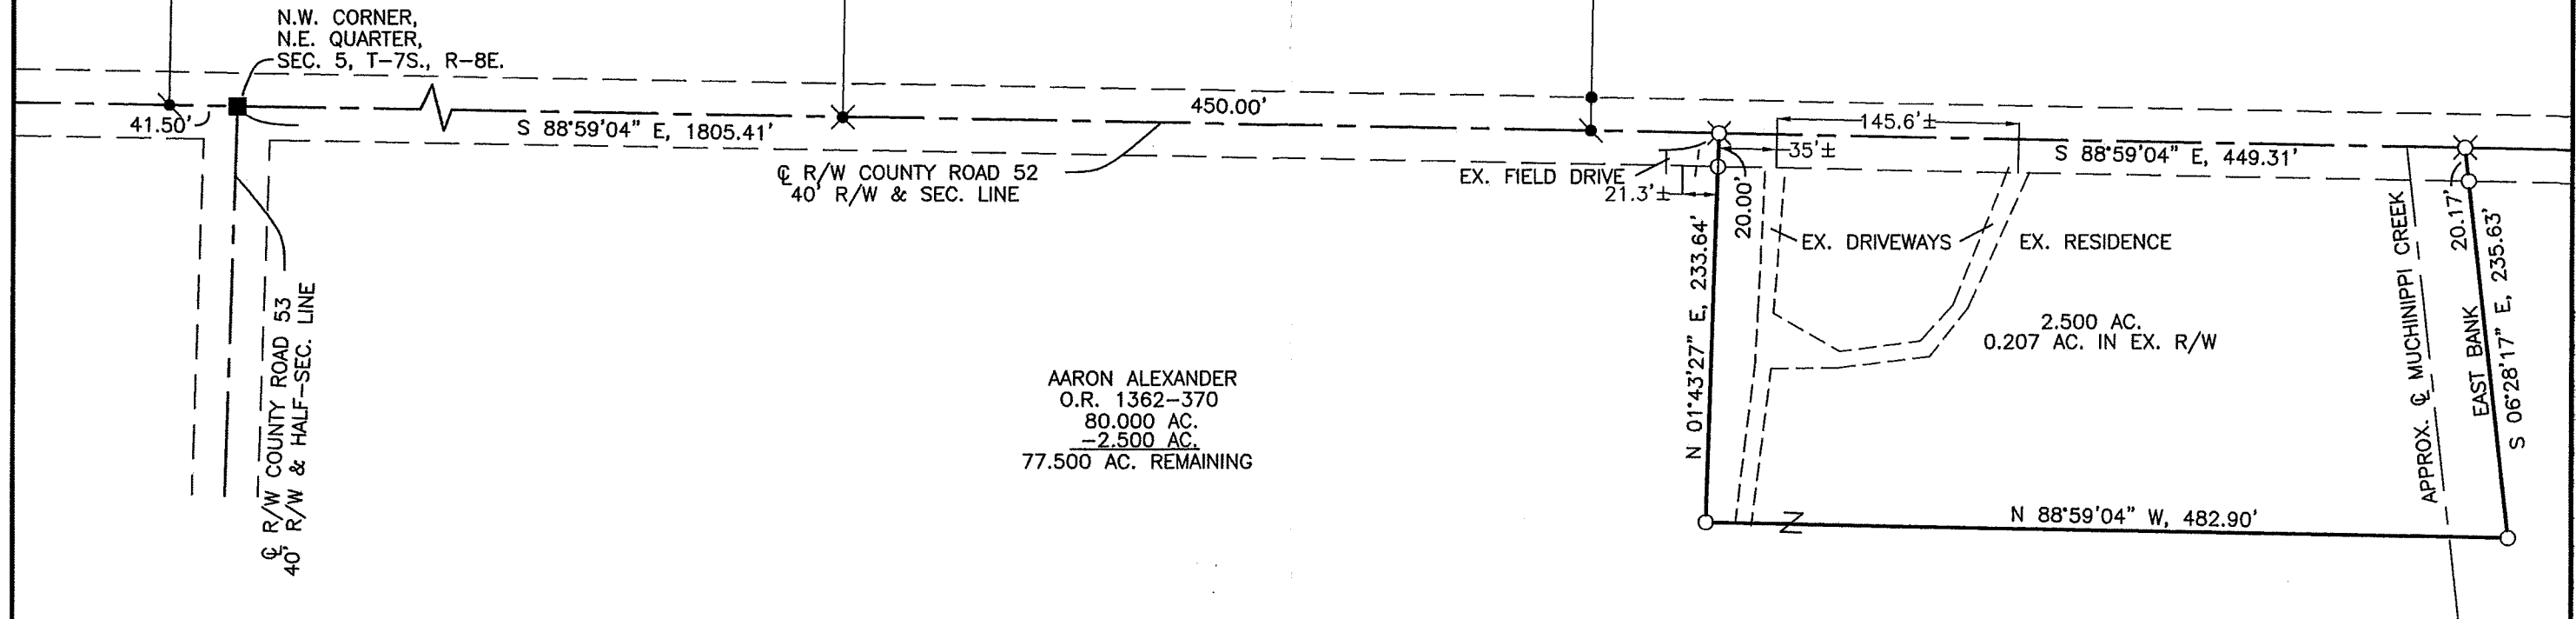 N.W. CORNER,
N.E. QUARTER,
SEC. 5, T-7S., R-8E.
41.50'
S 88°59'04" E, 1805.41'
450.00'
℄ R/W COUNTY ROAD 52
40' R/W & SEC. LINE
EX. FIELD DRIVE
21.3'±
145.6'±
35'±
S 88°59'04" E, 449.31'
20.00'
N 01°43'27" E, 233.64'
EX. DRIVEWAYS
EX. RESIDENCE
2.500 AC.
0.207 AC. IN EX. R/W
APPROX. ℄ MUCHINIPPI CREEK
EAST BANK
20.17'
S 06°28'17" E, 235.63'
℄ R/W COUNTY ROAD 53
40' R/W & HALF-SEC. LINE
AARON ALEXANDER
O.R. 1362-370
80.000 AC.
-2.500 AC.
77.500 AC. REMAINING
Z
N 88°59'04" W, 482.90'